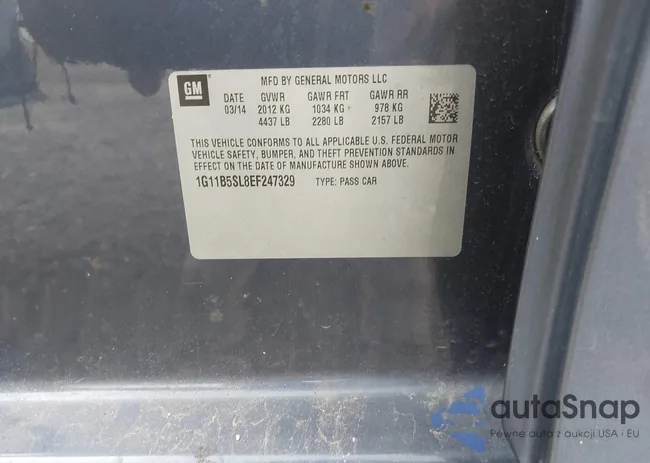 MFD BY GENERAL MOTORS LLC
GM
DATE GVWR GAWR FRT GAWR RR
03/14 2012 KG 1034 KG 978 KG
4437 LB 2280 LB 2157 LB
THIS VEHICLE CONFORMS TO ALL APPLICABLE U.S. FEDERAL MOTOR
VEHICLE SAFETY, BUMPER, AND THEFT PREVENTION STANDARDS IN
EFFECT ON THE DATE OF MANUFACTURE SHOWN ABOVE.
1G11B5SL8EF247329 TYPE: PASS CAR
autoSnap
Pewne auta z aukcji USA i EU